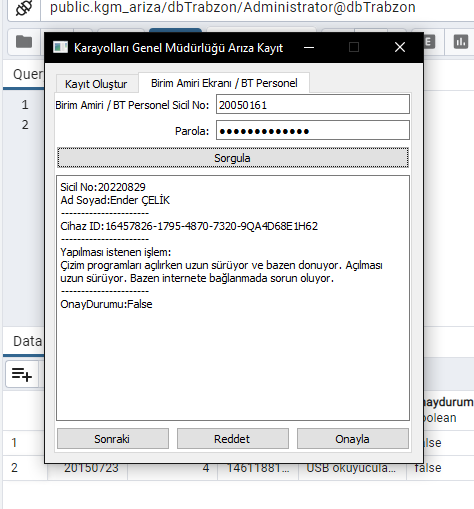 public.kgm_ariza/dbTrabzon/Administrator@dbTrabzon
Karayolları Genel Müdürlüğü Arıza Kayıt
Quer
Kayıt Oluştur
Birim Amiri Ekranı / BT Personel
1
Birim Amiri / BT Personel Sicil No:
20050161
2
Parola:
●●●●●●●●●●●●●
Sorgula
Sicil No:20220829
Ad Soyad:Ender ÇELİK
----------------------
Cihaz ID:16457826-1795-4870-7320-9QA4D68E1H62
----------------------
Yapılması istenen işlem:
Çizim programları açılırken uzun sürüyor ve bazen donuyor. Açılması
uzun sürüyor. Bazen internete bağlanmada sorun oluyor.
----------------------
OnayDurumu:False
Data
naydurum
oolean
Sonraki
Reddet
Onayla
1
alse
2
20150723
4
14611881...
USB okuyucula...
false